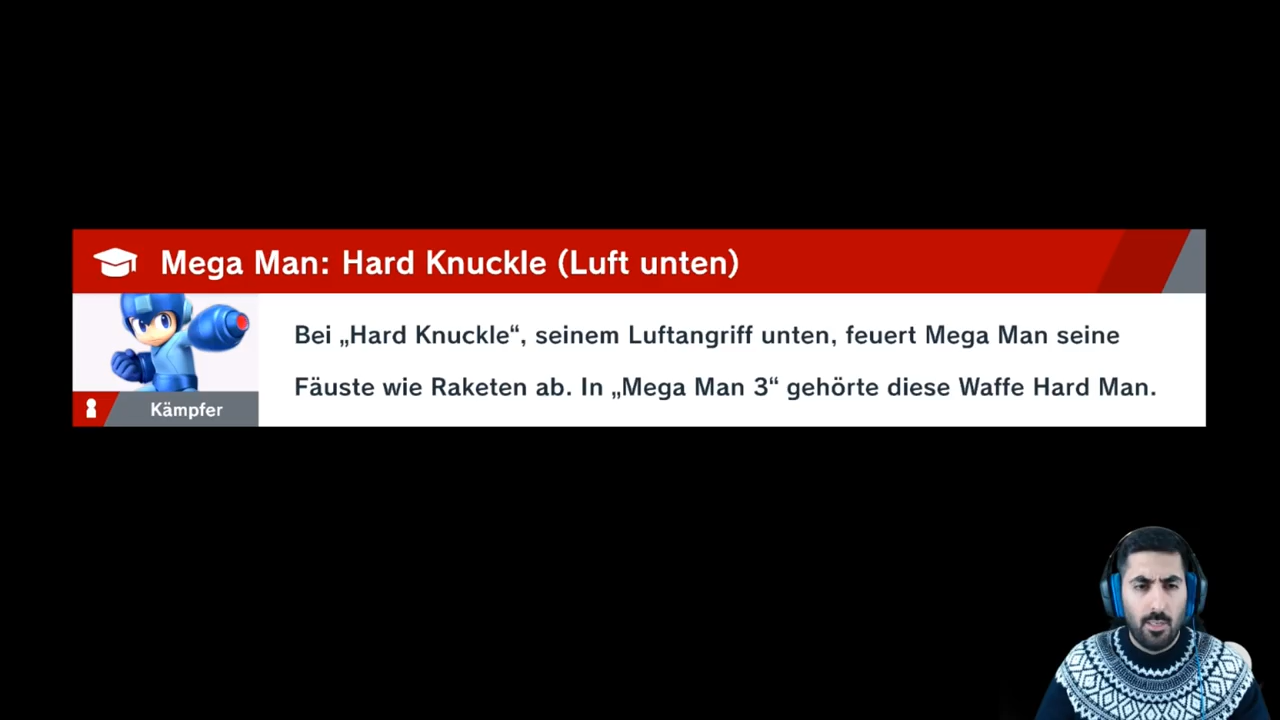 Mega Man: Hard Knuckle (Luft unten)
Bei „Hard Knuckle“, seinem Luftangriff unten, feuert Mega Man seine
Fäuste wie Raketen ab. In „Mega Man 3“ gehörte diese Waffe Hard Man.
Kämpfer